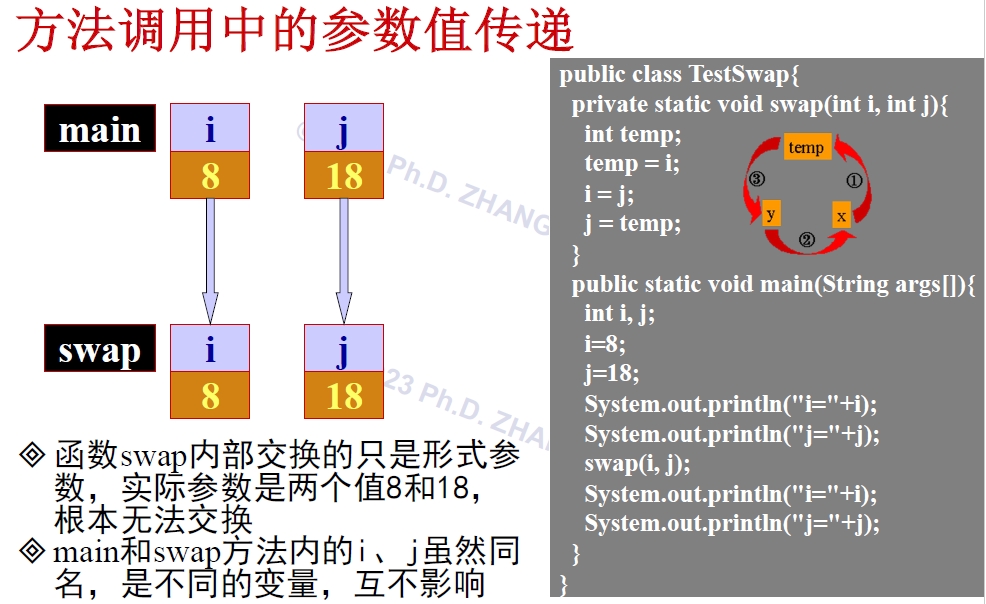 方法调用中的参数值传递
main
i
j
8
18
swap
i
j
8
18
Ph.D. ZHANG
23 Ph.D. ZHA
函数swap内部交换的只是形式参
数，实际参数是两个值8和18，
根本无法交换
main和swap方法内的i、j虽然同
名，是不同的变量，互不影响
public class TestSwap{
private static void swap(int i, int j){
int temp;
temp = i;
i = j;
j = temp;
}
public static void main(String args[]){
int i, j;
i=8;
j=18;
System.out.println("i="+i);
System.out.println("j="+j);
swap(i, j);
System.out.println("i="+i);
System.out.println("j="+j);
}
}
temp
③
①
y
x
②